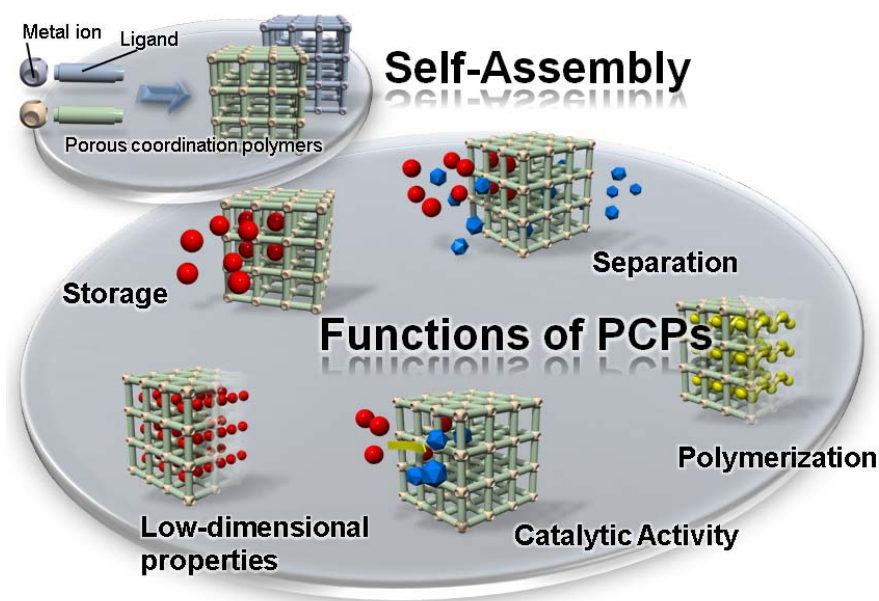 Metal ion
Ligand
Self-Assembly
Porous coordination polymers
Separation
Storage
Functions of PCPs
Polymerization
Low-dimensional
properties
Catalytic Activity